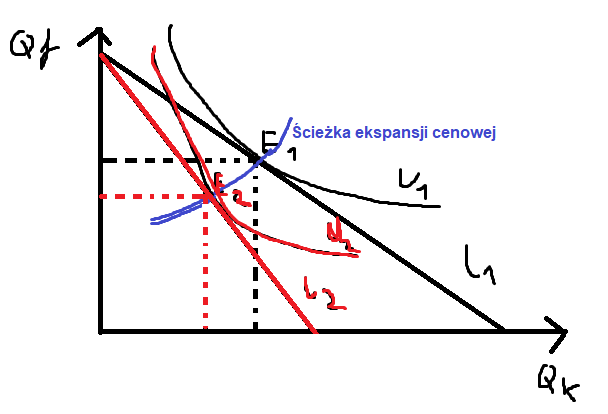 Qf
Ścieżka ekspansji cenowej
E1
E2
U1
U2
L1
L2
Qk